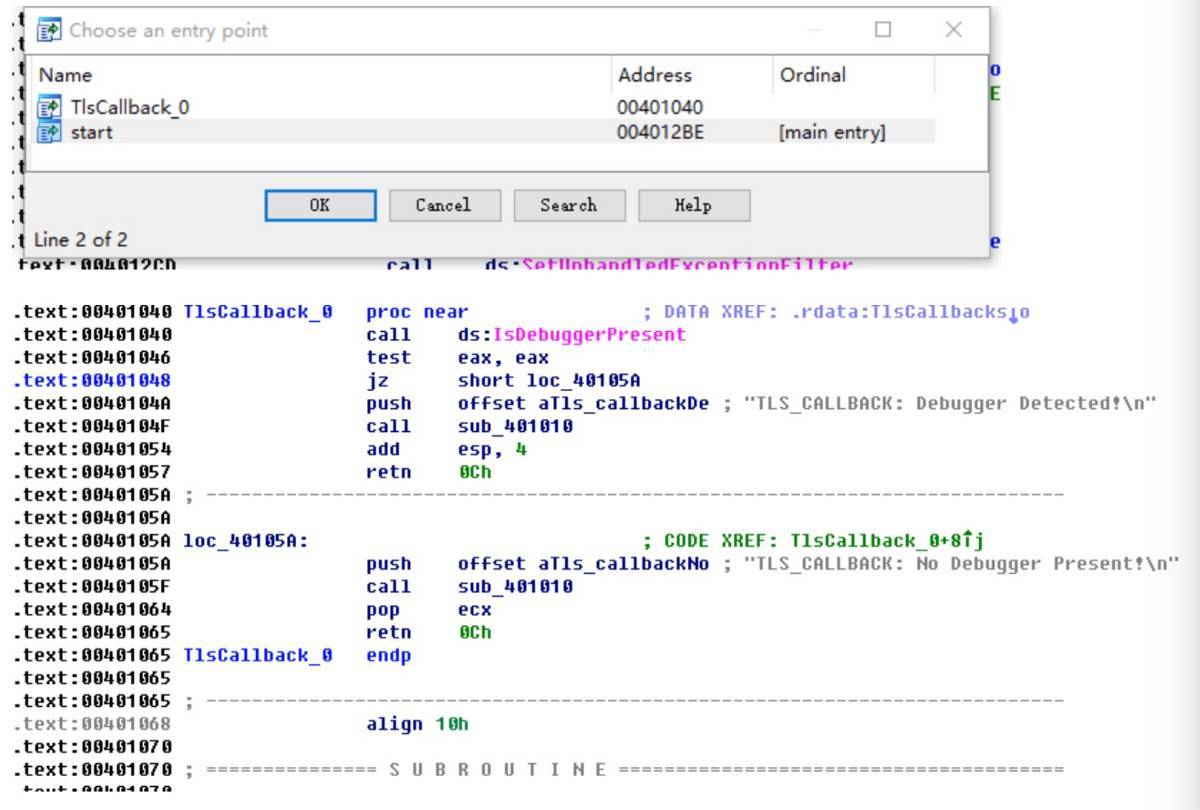 Choose an entry point
Name Address Ordinal
TlsCallback_0 00401040
start 004012BE [main entry]
OK Cancel Search Help
Line 2 of 2
text:004012CD call ds:SetUnhandledExceptionFilter
.text:00401040 TlsCallback_0 proc near ; DATA XREF: .rdata:TlsCallbacks↓o
.text:00401040 call ds:IsDebuggerPresent
.text:00401046 test eax, eax
.text:00401048 jz short loc_40105A
.text:0040104A push offset aTls_callbackDe ; "TLS_CALLBACK: Debugger Detected!\n"
.text:0040104F call sub_401010
.text:00401054 add esp, 4
.text:00401057 retn 0Ch
.text:0040105A ; ---------------------------------------------------------------------------
.text:0040105A
.text:0040105A loc_40105A: ; CODE XREF: TlsCallback_0+8↑j
.text:0040105A push offset aTls_callbackNo ; "TLS_CALLBACK: No Debugger Present!\n"
.text:0040105F call sub_401010
.text:00401064 pop ecx
.text:00401065 retn 0Ch
.text:00401065 TlsCallback_0 endp
.text:00401065
.text:00401065 ; ---------------------------------------------------------------------------
.text:00401068 align 10h
.text:00401070
.text:00401070 ; =============== S U B R O U T I N E =======================================
.text:00401070